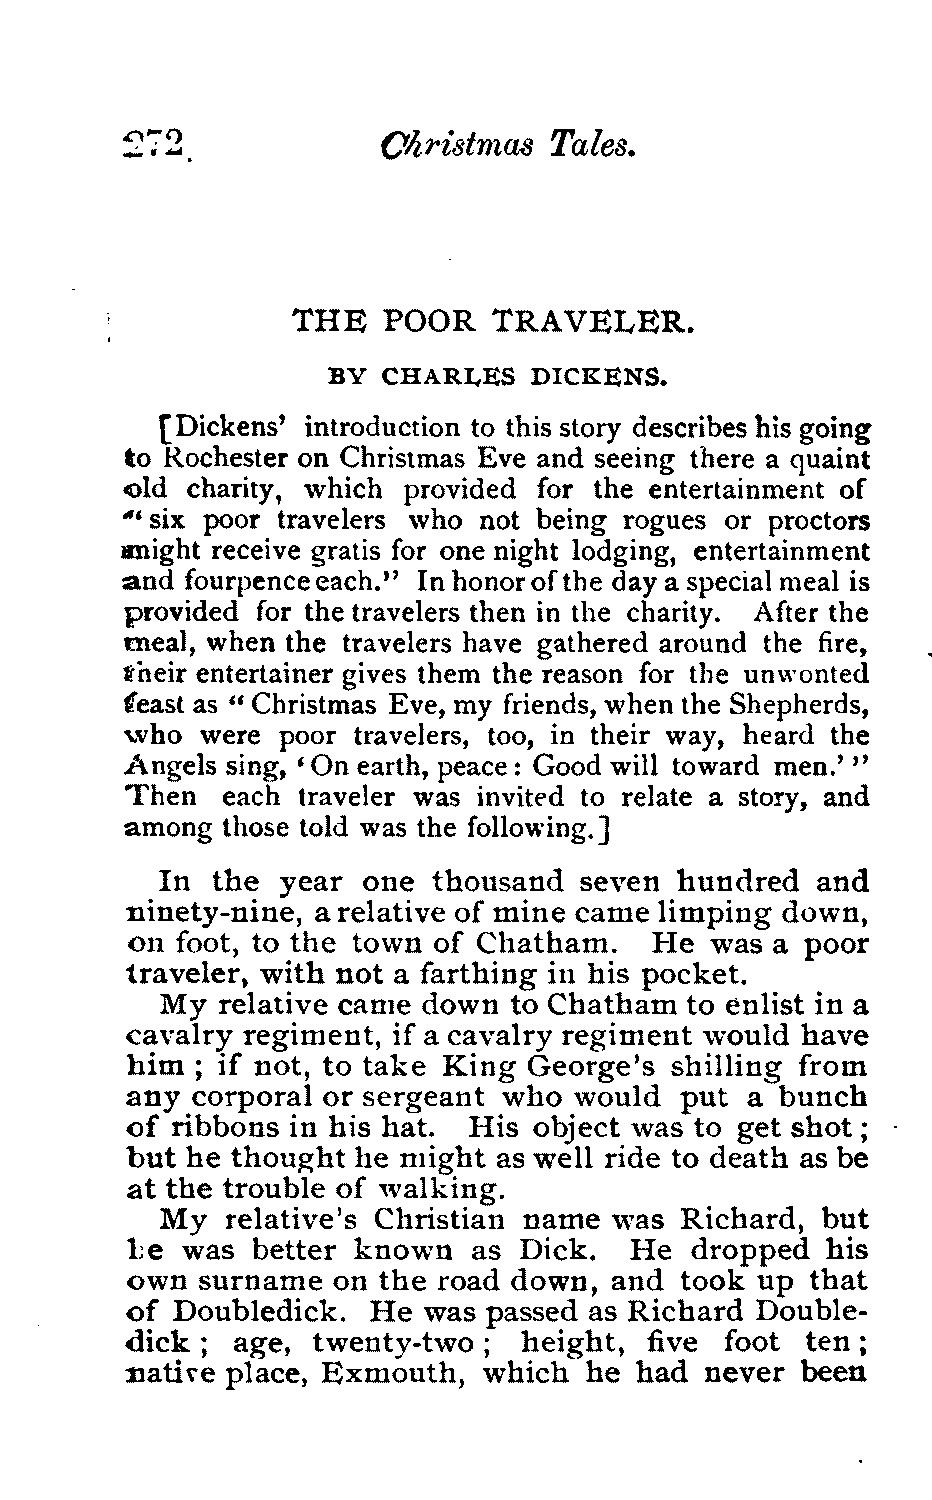 272 Christmas Tales.
THE POOR TRAVELER.
BY CHARLES DICKENS.
[Dickens' introduction to this story describes his going
to Rochester on Christmas Eve and seeing there a quaint
old charity, which provided for the entertainment of
"six poor travelers who not being rogues or proctors
might receive gratis for one night lodging, entertainment
and fourpence each." In honor of the day a special meal is
provided for the travelers then in the charity. After the
meal, when the travelers have gathered around the fire,
their entertainer gives them the reason for the unwonted
feast as "Christmas Eve, my friends, when the Shepherds,
who were poor travelers, too, in their way, heard the
Angels sing, 'On earth, peace: Good will toward men.'"
Then each traveler was invited to relate a story, and
among those told was the following.]
In the year one thousand seven hundred and
ninety-nine, a relative of mine came limping down,
on foot, to the town of Chatham. He was a poor
traveler, with not a farthing in his pocket.
My relative came down to Chatham to enlist in a
cavalry regiment, if a cavalry regiment would have
him ; if not, to take King George's shilling from
any corporal or sergeant who would put a bunch
of ribbons in his hat. His object was to get shot ;
but he thought he might as well ride to death as be
at the trouble of walking.
My relative's Christian name was Richard, but
he was better known as Dick. He dropped his
own surname on the road down, and took up that
of Doubledick. He was passed as Richard Double-
dick ; age, twenty-two ; height, five foot ten ;
native place, Exmouth, which he had never been